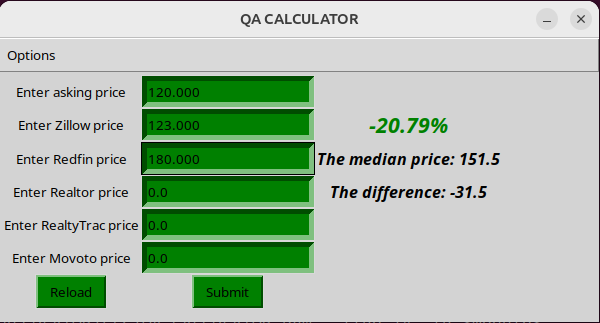 QA CALCULATOR
Options
Enter asking price 120.000
Enter Zillow price 123.000 -20.79%
Enter Redfin price 180.000 The median price: 151.5
Enter Realtor price 0.0 The difference: -31.5
Enter RealtyTrac price 0.0
Enter Movoto price 0.0
Reload Submit